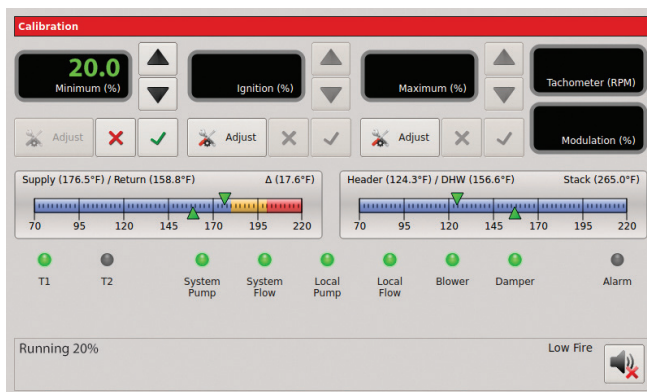 Calibration
20.0
Minimum (%)
Ignition (%)
Maximum (%)
Tachometer (RPM)
Modulation (%)
Adjust
Adjust
Adjust
Supply (176.5°F) / Return (158.8°F) Δ (17.6°F)
70 95 120 145 170 195 220
Header (124.3°F) / DHW (156.6°F) Stack (265.0°F)
70 95 120 145 170 195 220
T1
T2
System
Pump
System
Flow
Local
Pump
Local
Flow
Blower
Damper
Alarm
Running 20%
Low Fire